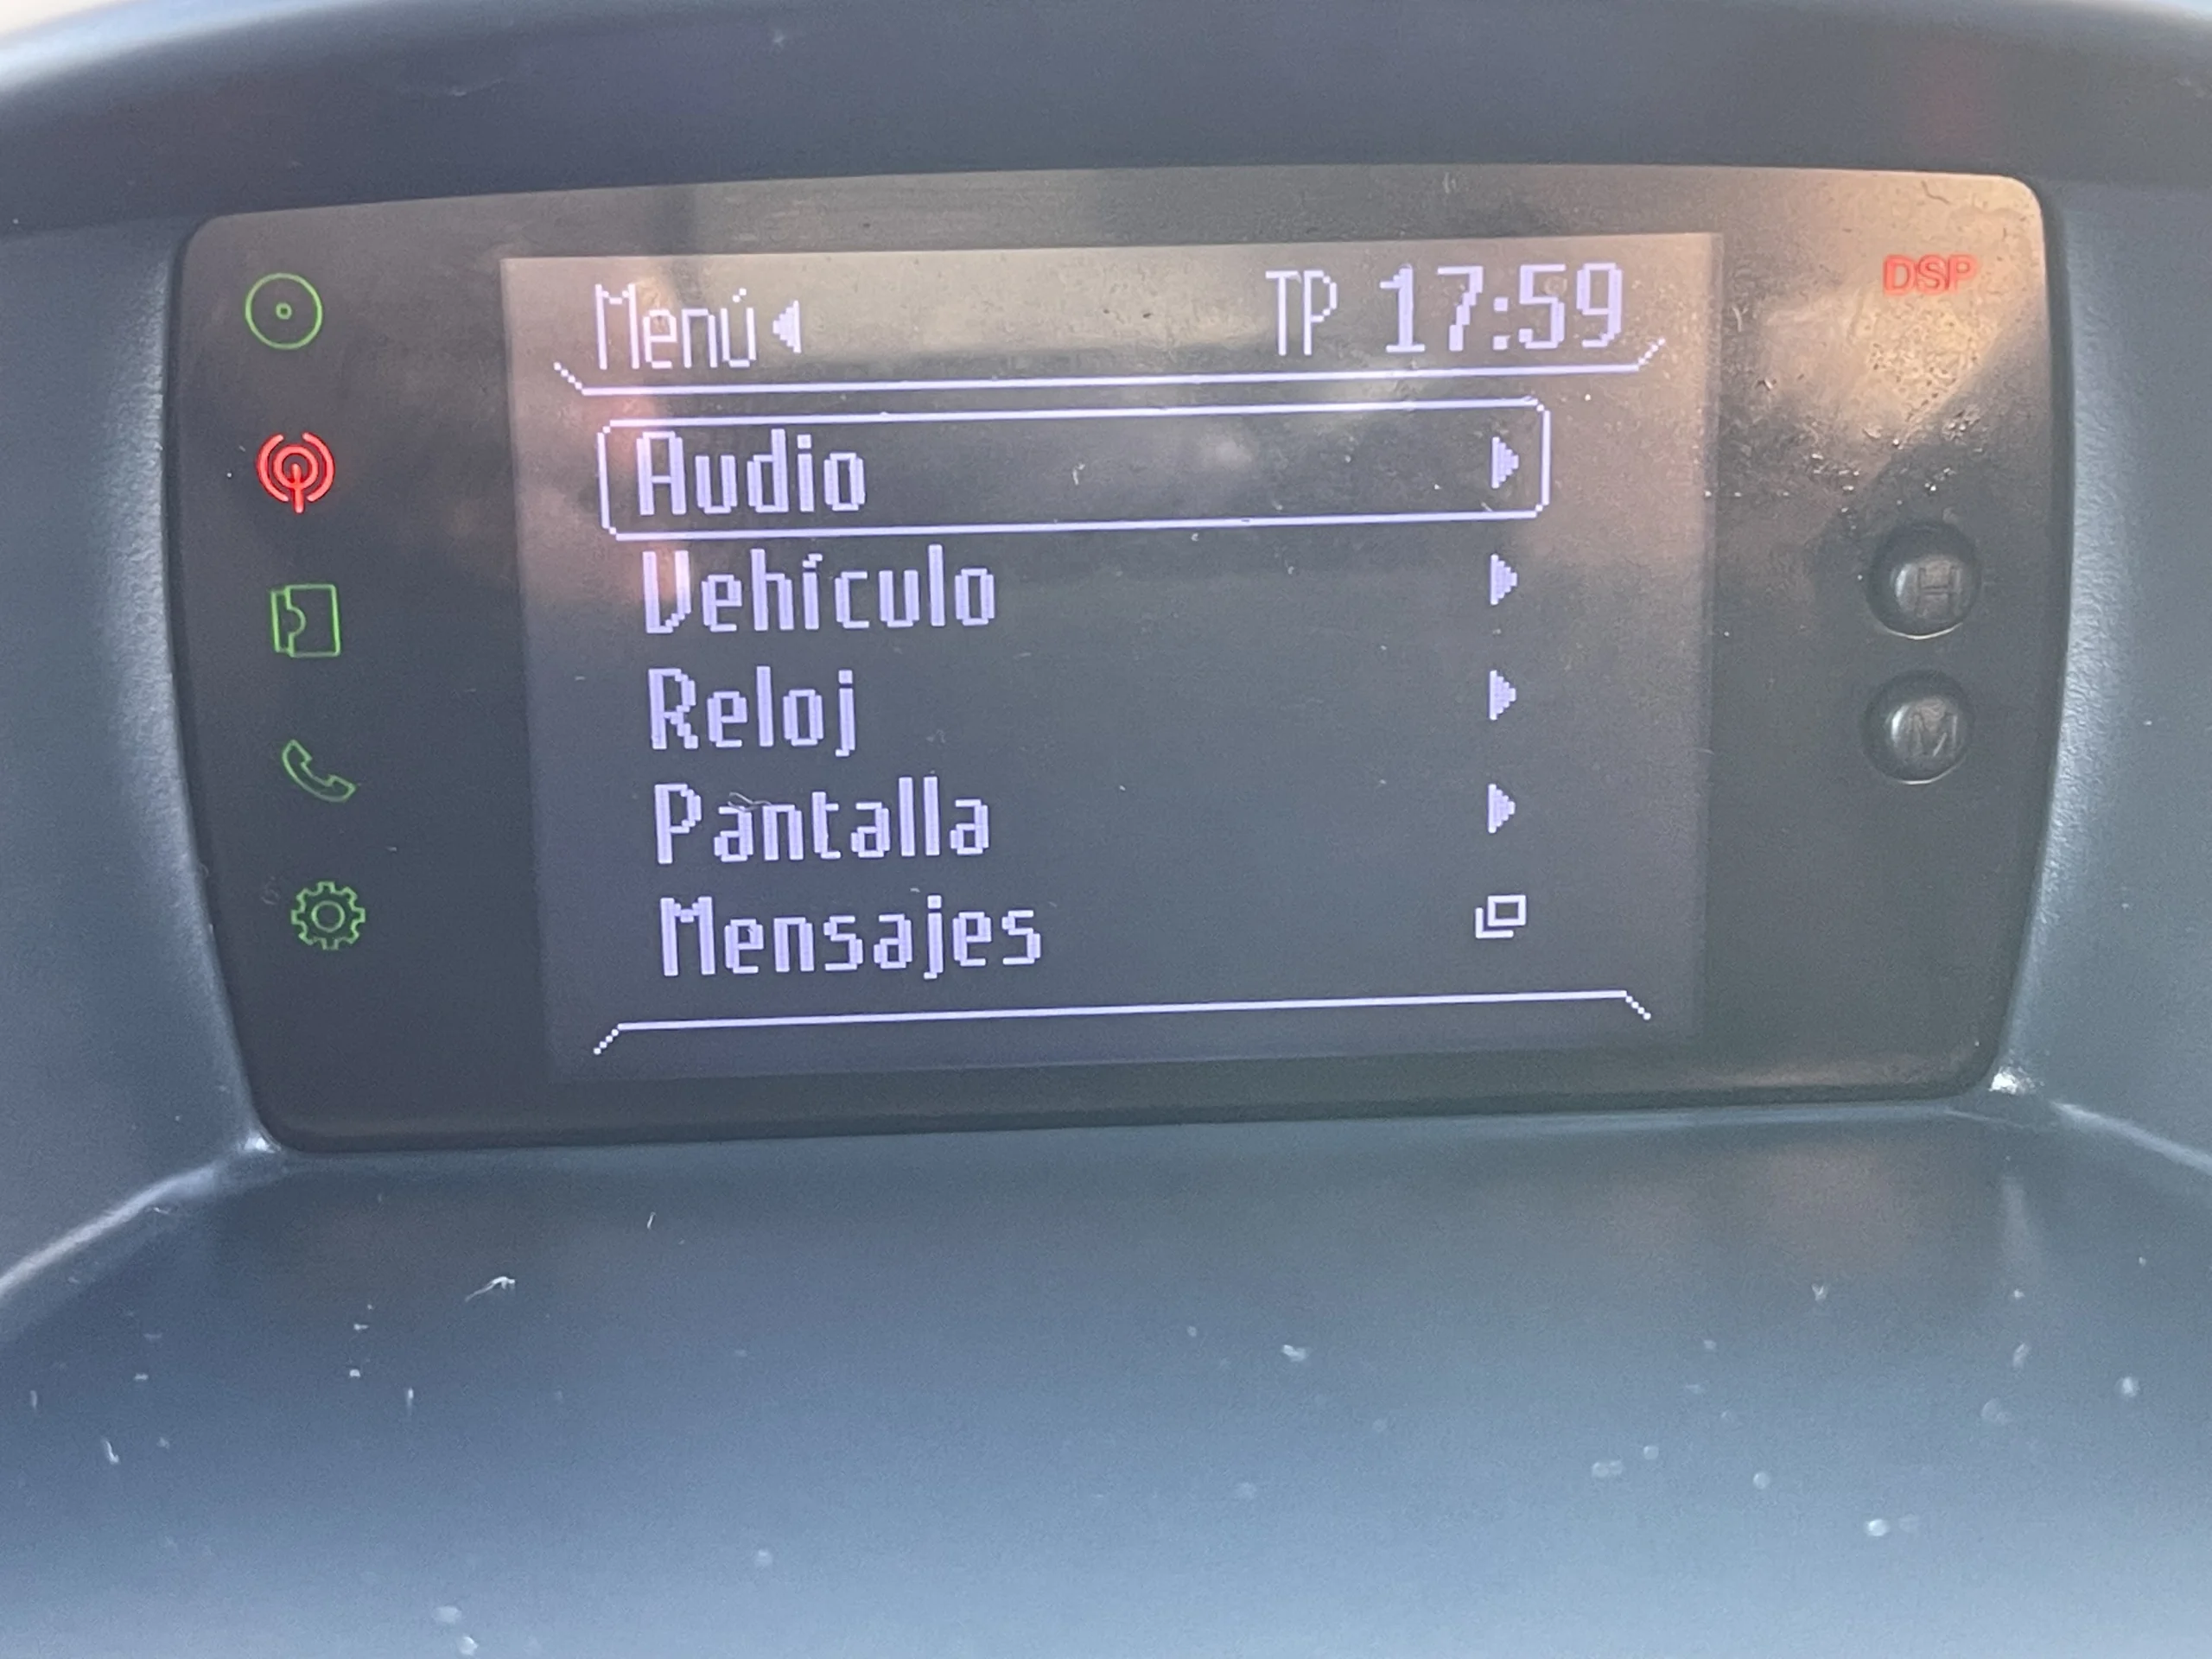 Menú
TP 17:59
DSP
Audio
Vehículo
H
Reloj
M
Pantalla
Mensajes